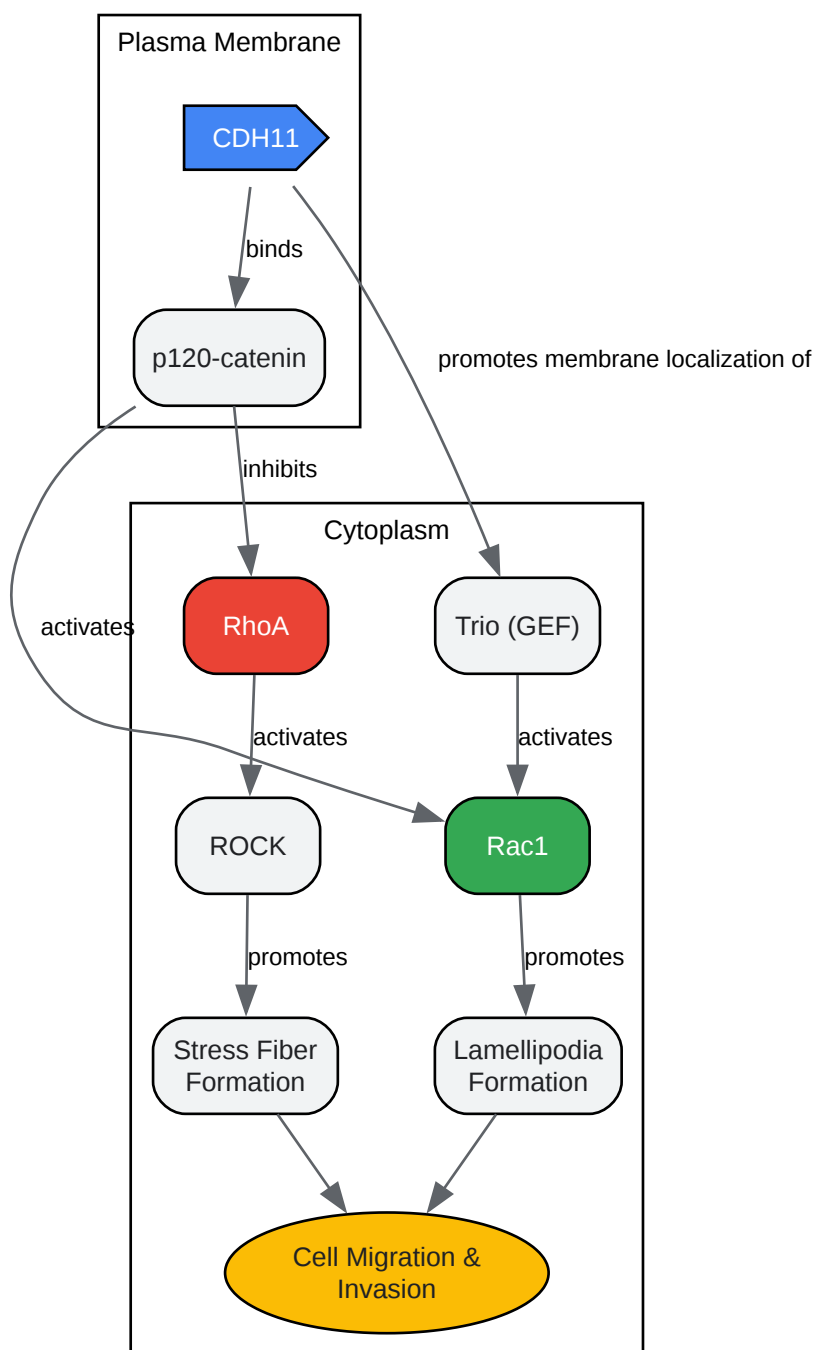 Plasma Membrane
CDH11
binds
p120-catenin
promotes membrane localization of
inhibits
Cytoplasm
RhoA
Trio (GEF)
activates
activates
activates
ROCK
Rac1
promotes
promotes
Stress Fiber
Formation
Lamellipodia
Formation
Cell Migration &
Invasion